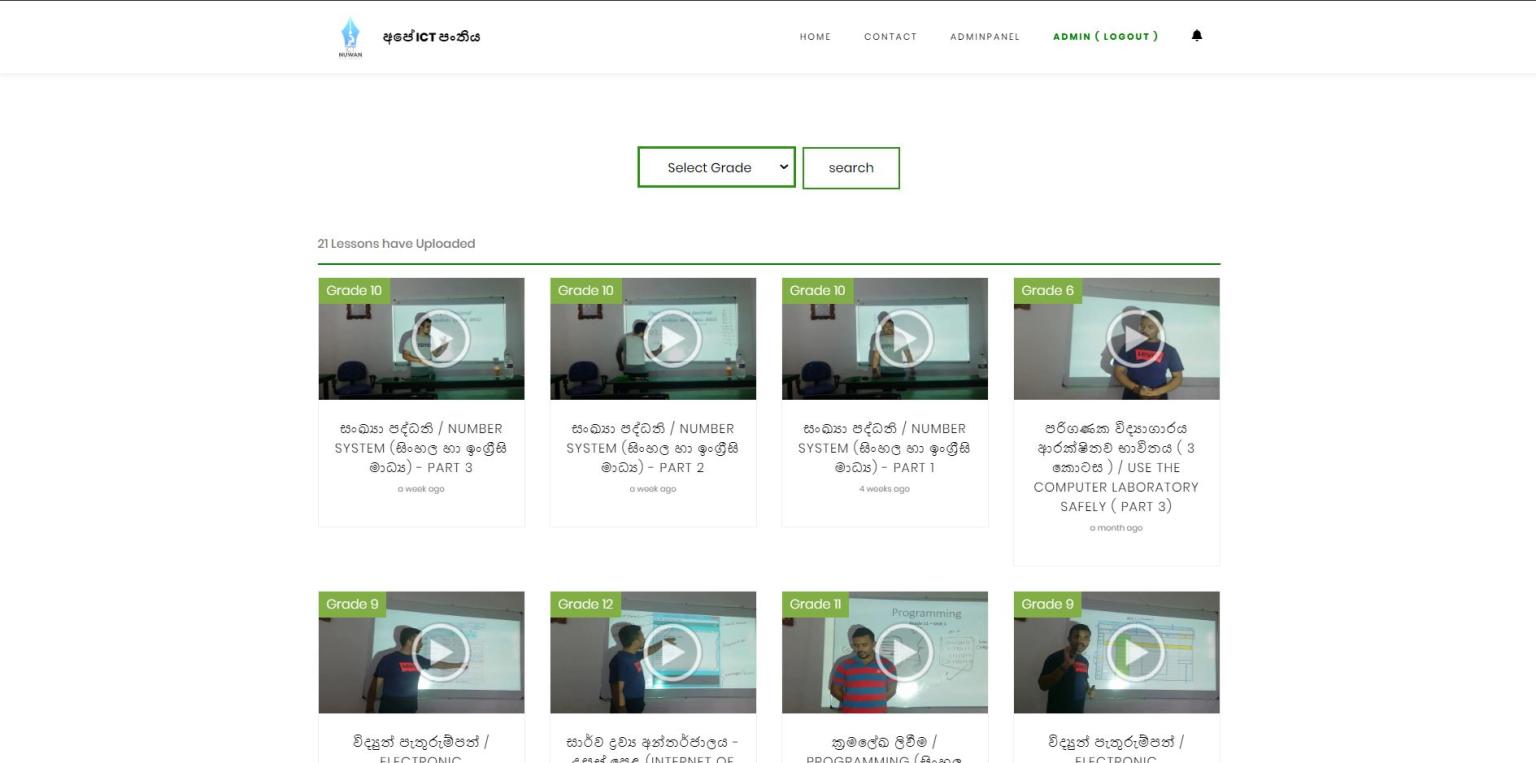 NUWAN
අපේ ICT පංතිය
HOME
CONTACT
ADMINPANEL
ADMIN ( LOGOUT )
Select Grade
search
21 Lessons have Uploaded
Grade 10
Grade 10
Grade 10
Grade 6
සංඛ්‍යා පද්ධති / NUMBER
SYSTEM (සිංහල හා ඉංග්‍රීසි
මාධ්‍ය) - PART 3
a week ago
සංඛ්‍යා පද්ධති / NUMBER
SYSTEM (සිංහල හා ඉංග්‍රීසි
මාධ්‍ය) - PART 2
a week ago
සංඛ්‍යා පද්ධති / NUMBER
SYSTEM (සිංහල හා ඉංග්‍රීසි
මාධ්‍ය) - PART 1
4 weeks ago
පරිගණක විද්‍යාගාරය
ආරක්ෂිතව භාවිතය ( 3
කොටස ) / USE THE
COMPUTER LABORATORY
SAFELY ( PART 3)
a month ago
Grade 9
Grade 12
Grade 11
Programming
Grade 9
විද්‍යුත් පැතුරුම්පත් /
ELECTRONIC
සාර්ව ද්‍රව්‍ය අන්තර්ජාලය -
(INTERNET OF
ක්‍රමලේඛ ලිවීම /
PROGRAMMING (සිංහල
විද්‍යුත් පැතුරුම්පත් /
ELECTRONIC